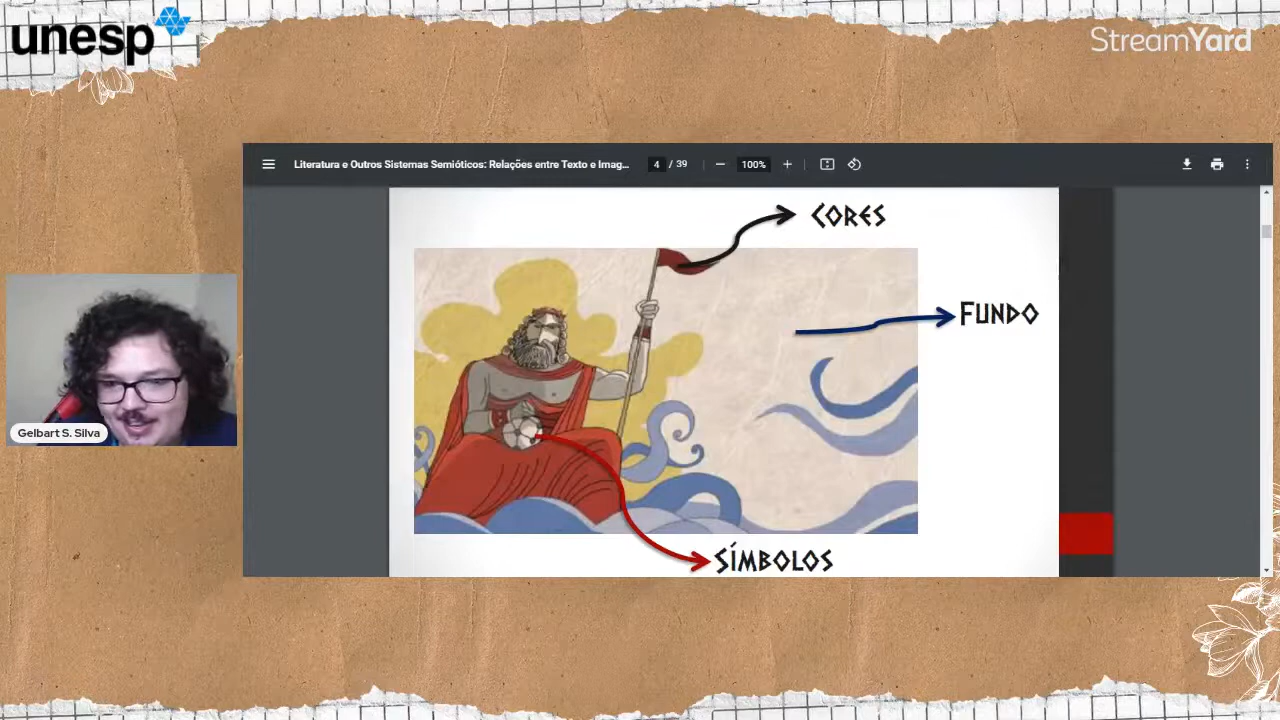 unesp
StreamYard
Literatura e Outros Sistemas Semióticos: Relações entre Texto e Imag...
4 / 39
100%
CORES
FUNDO
Gelbart S. Silva
SÍMBOLOS